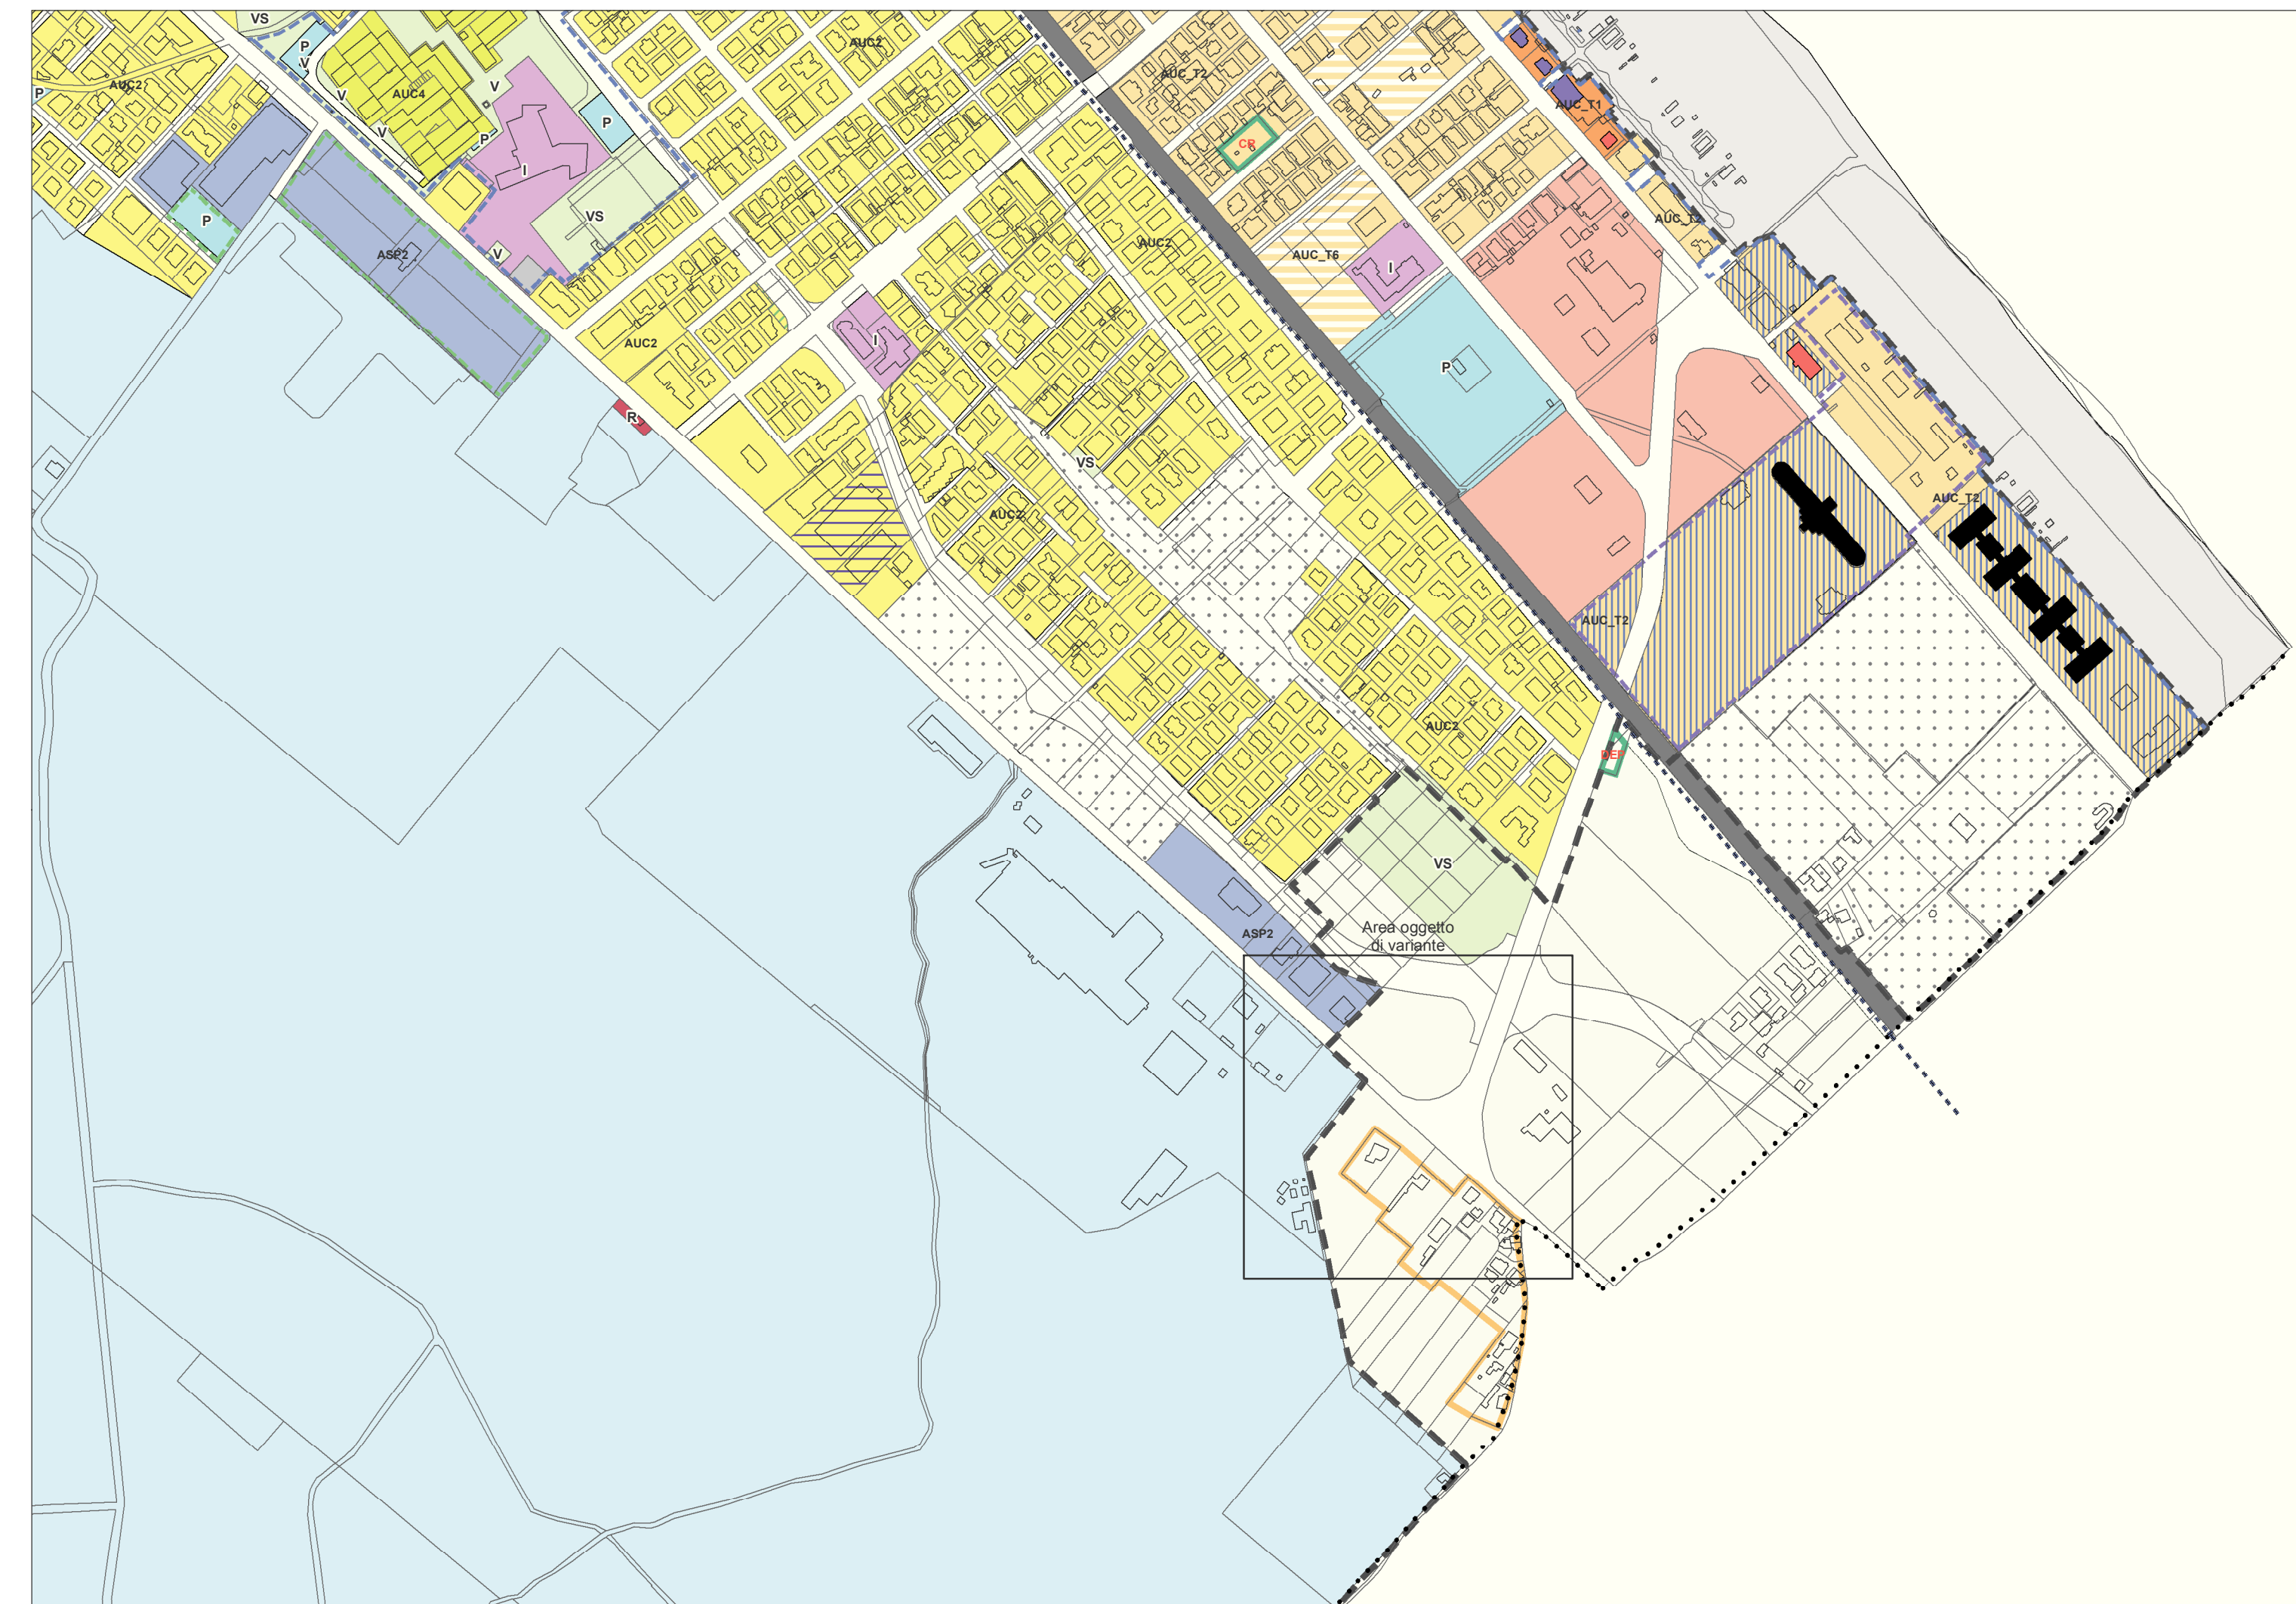 VS
P
V
AUC2
AUC2
AUC_T2
P
AUC4
V
V
AUC_T1
V
P
P
CP
I
P
VS
AUC_T2
V
ASP2
AUC2
AUC_T6
I
AUC2
I
P
R
VS
AUC_T2
AUC2
AUC_T2
AUC2
DEP
VS
ASP2
Area oggetto
di variante